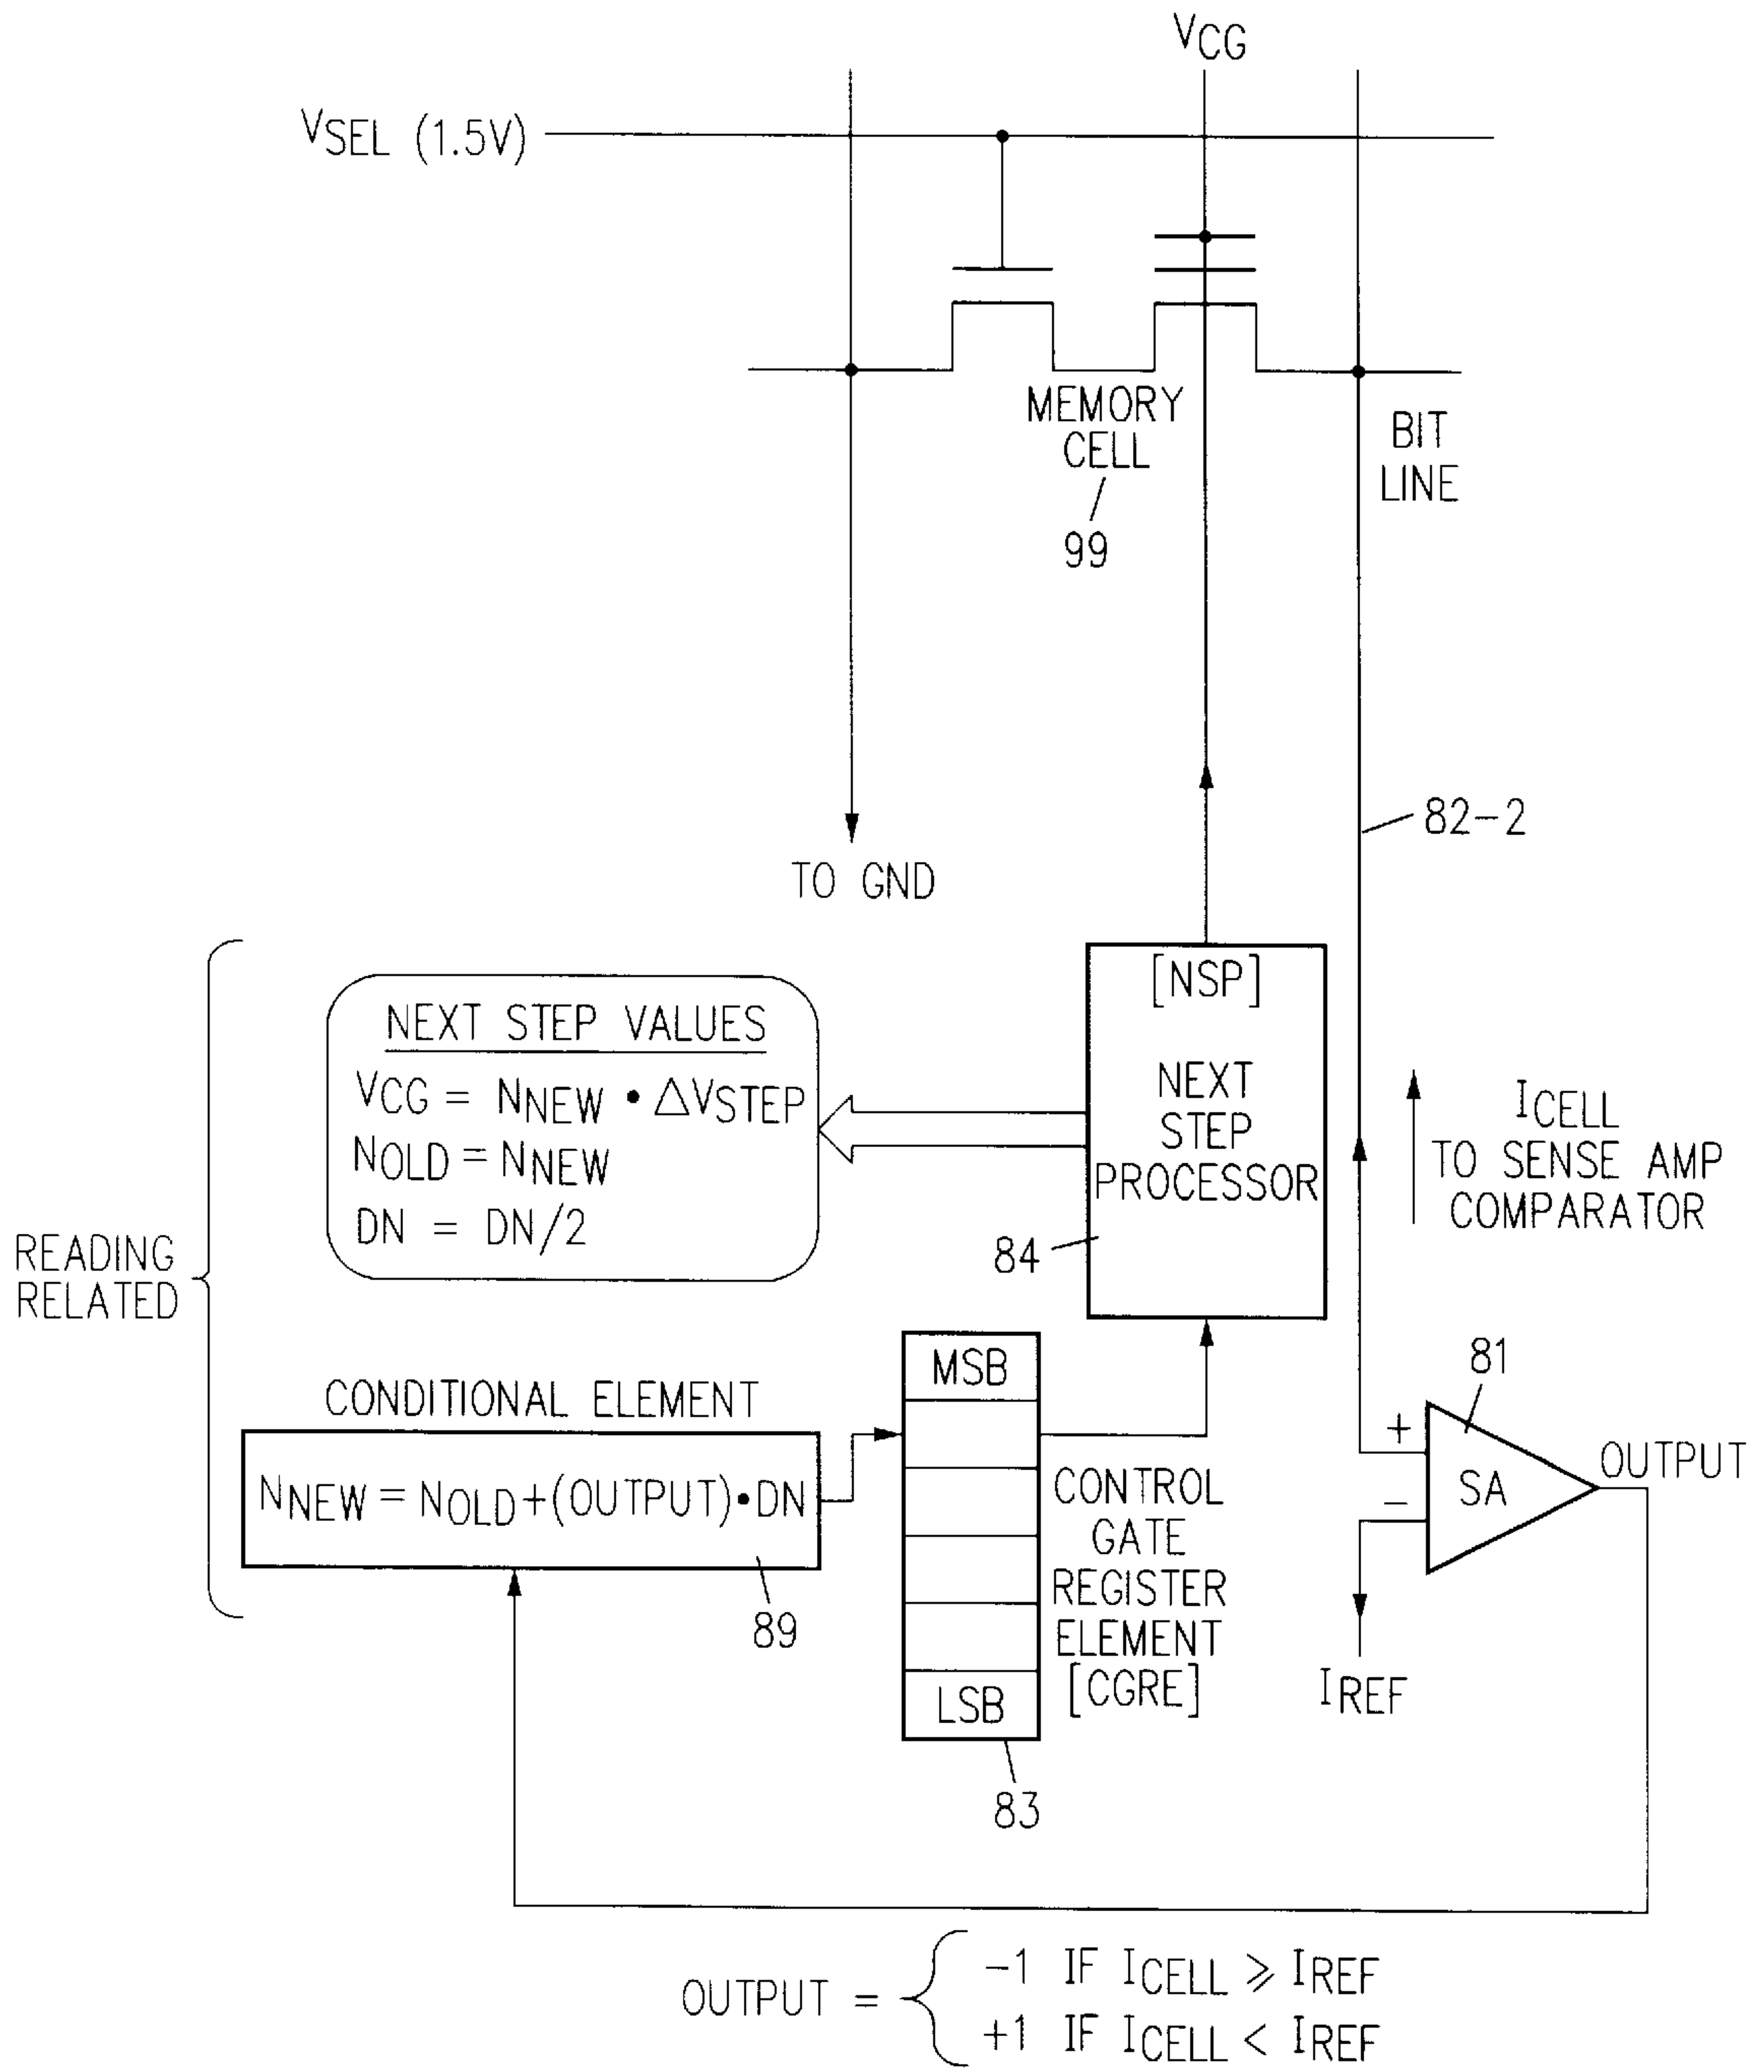 VCG
VSEL (1.5V)
MEMORY
CELL
99
BIT
LINE
82-2
TO GND
[NSP]
NEXT
STEP
PROCESSOR
84
NEXT STEP VALUES
VCG = NNEW • ΔVSTEP
NOLD = NNEW
DN = DN/2
ICELL
TO SENSE AMP
COMPARATOR
READING
RELATED
81
+
−
SA
OUTPUT
IREF
CONDITIONAL ELEMENT
NNEW = NOLD+(OUTPUT)•DN
89
MSB
LSB
83
CONTROL
GATE
REGISTER
ELEMENT
[CGRE]
OUTPUT = { −1 IF ICELL ⩾ IREF
+1 IF ICELL < IREF